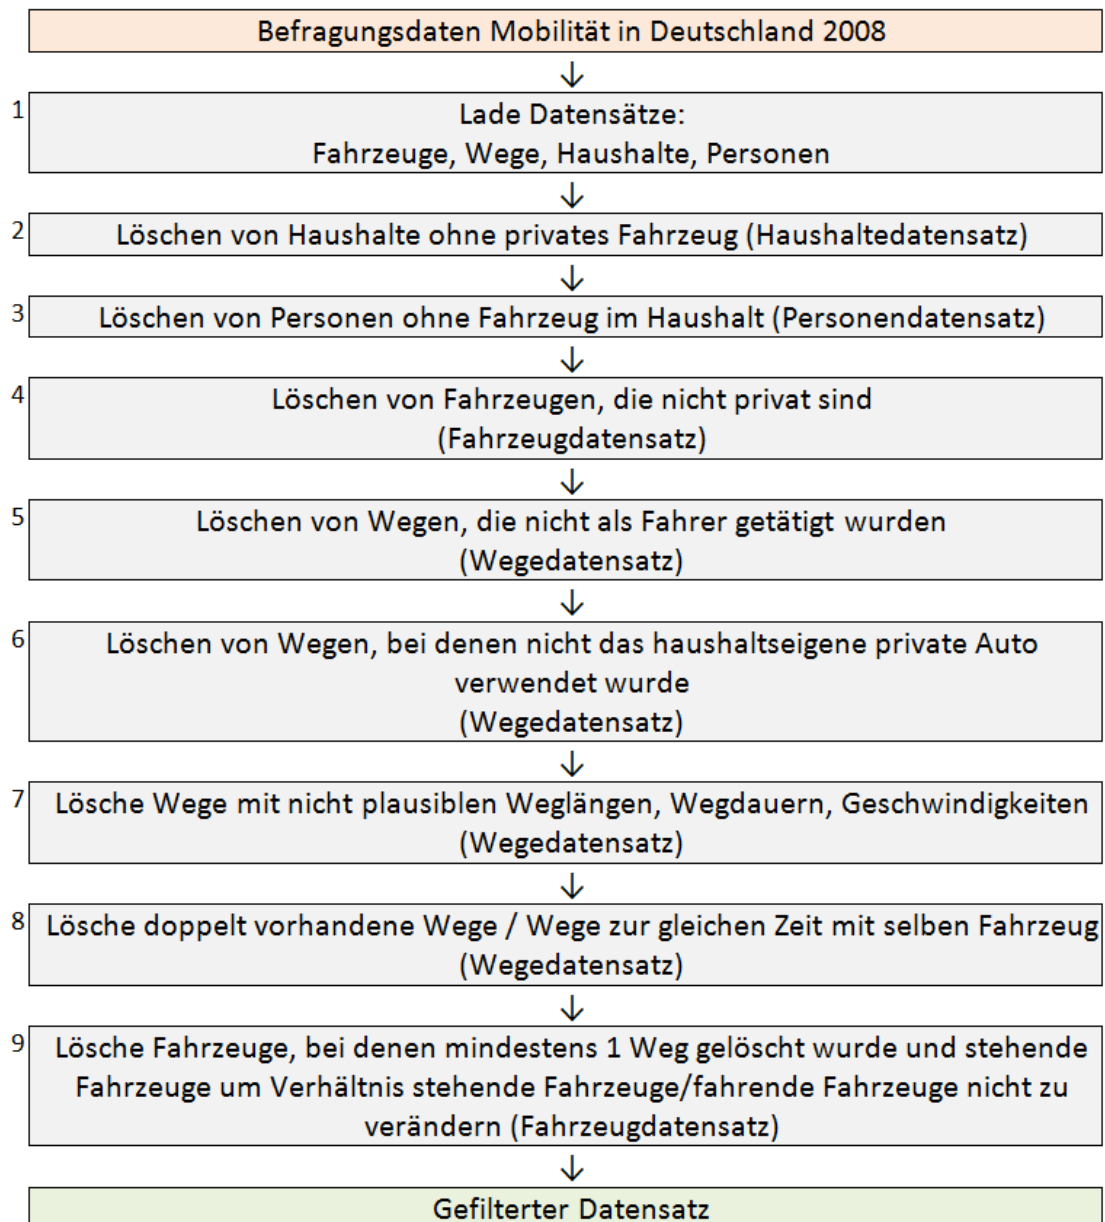 Befragungsdaten Mobilität in Deutschland 2008
↓
1 Lade Datensätze:
Fahrzeuge, Wege, Haushalte, Personen
↓
2 Löschen von Haushalte ohne privates Fahrzeug (Haushaltedatensatz)
↓
3 Löschen von Personen ohne Fahrzeug im Haushalt (Personendatensatz)
↓
4 Löschen von Fahrzeugen, die nicht privat sind
(Fahrzeugdatensatz)
↓
5 Löschen von Wegen, die nicht als Fahrer getätigt wurden
(Wegedatensatz)
↓
6 Löschen von Wegen, bei denen nicht das haushaltseigene private Auto
verwendet wurde
(Wegedatensatz)
↓
7 Lösche Wege mit nicht plausiblen Weglängen, Wegdauern, Geschwindigkeiten
(Wegedatensatz)
↓
8 Lösche doppelt vorhandene Wege / Wege zur gleichen Zeit mit selben Fahrzeug
(Wegedatensatz)
↓
9 Lösche Fahrzeuge, bei denen mindestens 1 Weg gelöscht wurde und stehende
Fahrzeuge um Verhältnis stehende Fahrzeuge/fahrende Fahrzeuge nicht zu
verändern (Fahrzeugdatensatz)
↓
Gefilterter Datensatz